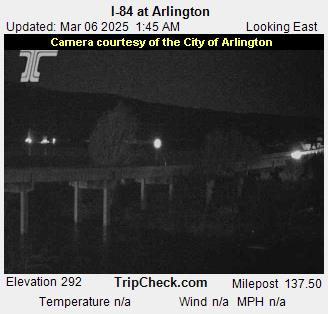 I-84 at Arlington
Updated: Mar 06 2025 1:45 AM Looking East
Camera courtesy of the City of Arlington
Elevation 292 TripCheck.com Milepost 137.50
Temperature n/a Wind n/a MPH n/a